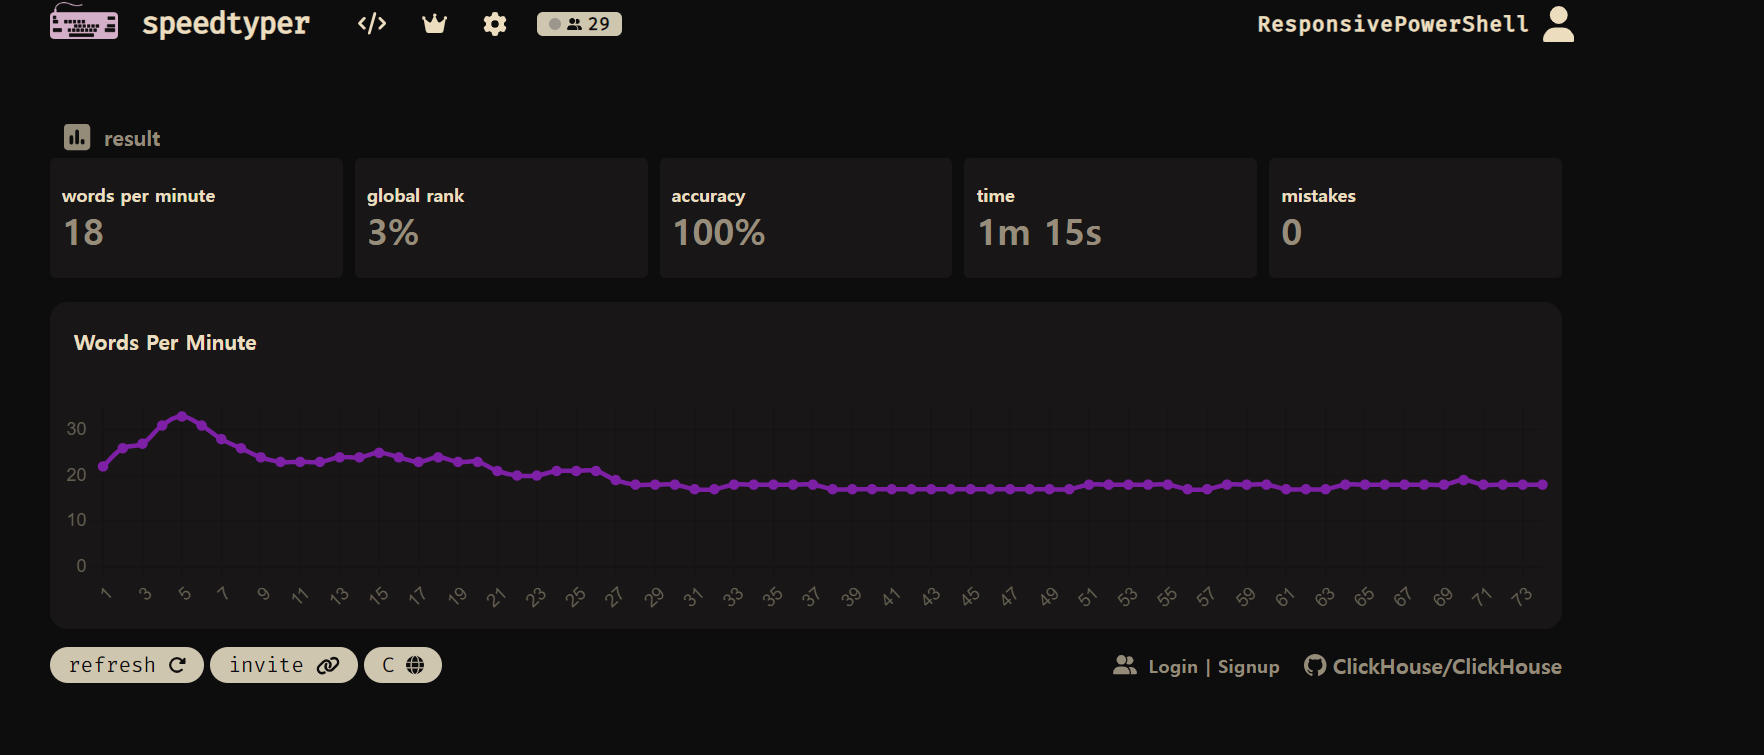 speedtyper </> 29 ResponsivePowerShell
result
words per minute global rank accuracy time mistakes
18 3% 100% 1m 15s 0
Words Per Minute
30
20
10
0
1 3 5 7 9 11 13 15 17 19 21 23 25 27 29 31 33 35 37 39 41 43 45 47 49 51 53 55 57 59 61 63 65 67 69 71 73
refresh invite C Login | Signup ClickHouse/ClickHouse